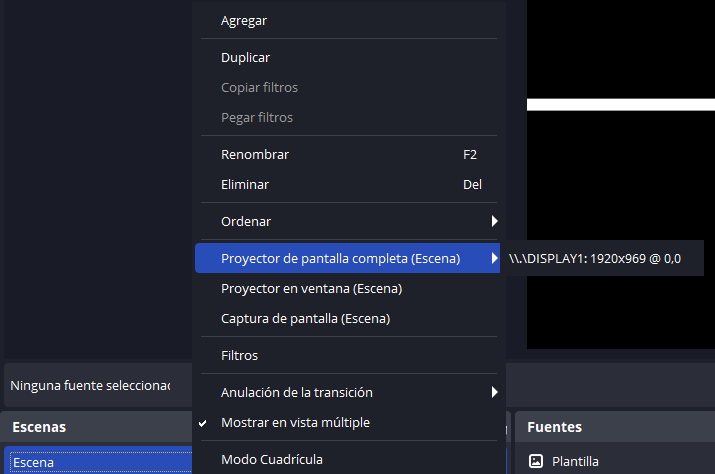 Agregar
Duplicar
Copiar filtros
Pegar filtros
Renombrar F2
Eliminar Del
Ordenar
Proyector de pantalla completa (Escena)
\\.\DISPLAY1: 1920x969 @ 0,0
Proyector en ventana (Escena)
Captura de pantalla (Escena)
Filtros
Ninguna fuente seleccionad
Anulación de la transición
Mostrar en vista múltiple
Escenas
Fuentes
Modo Cuadrícula
Escena
Plantilla